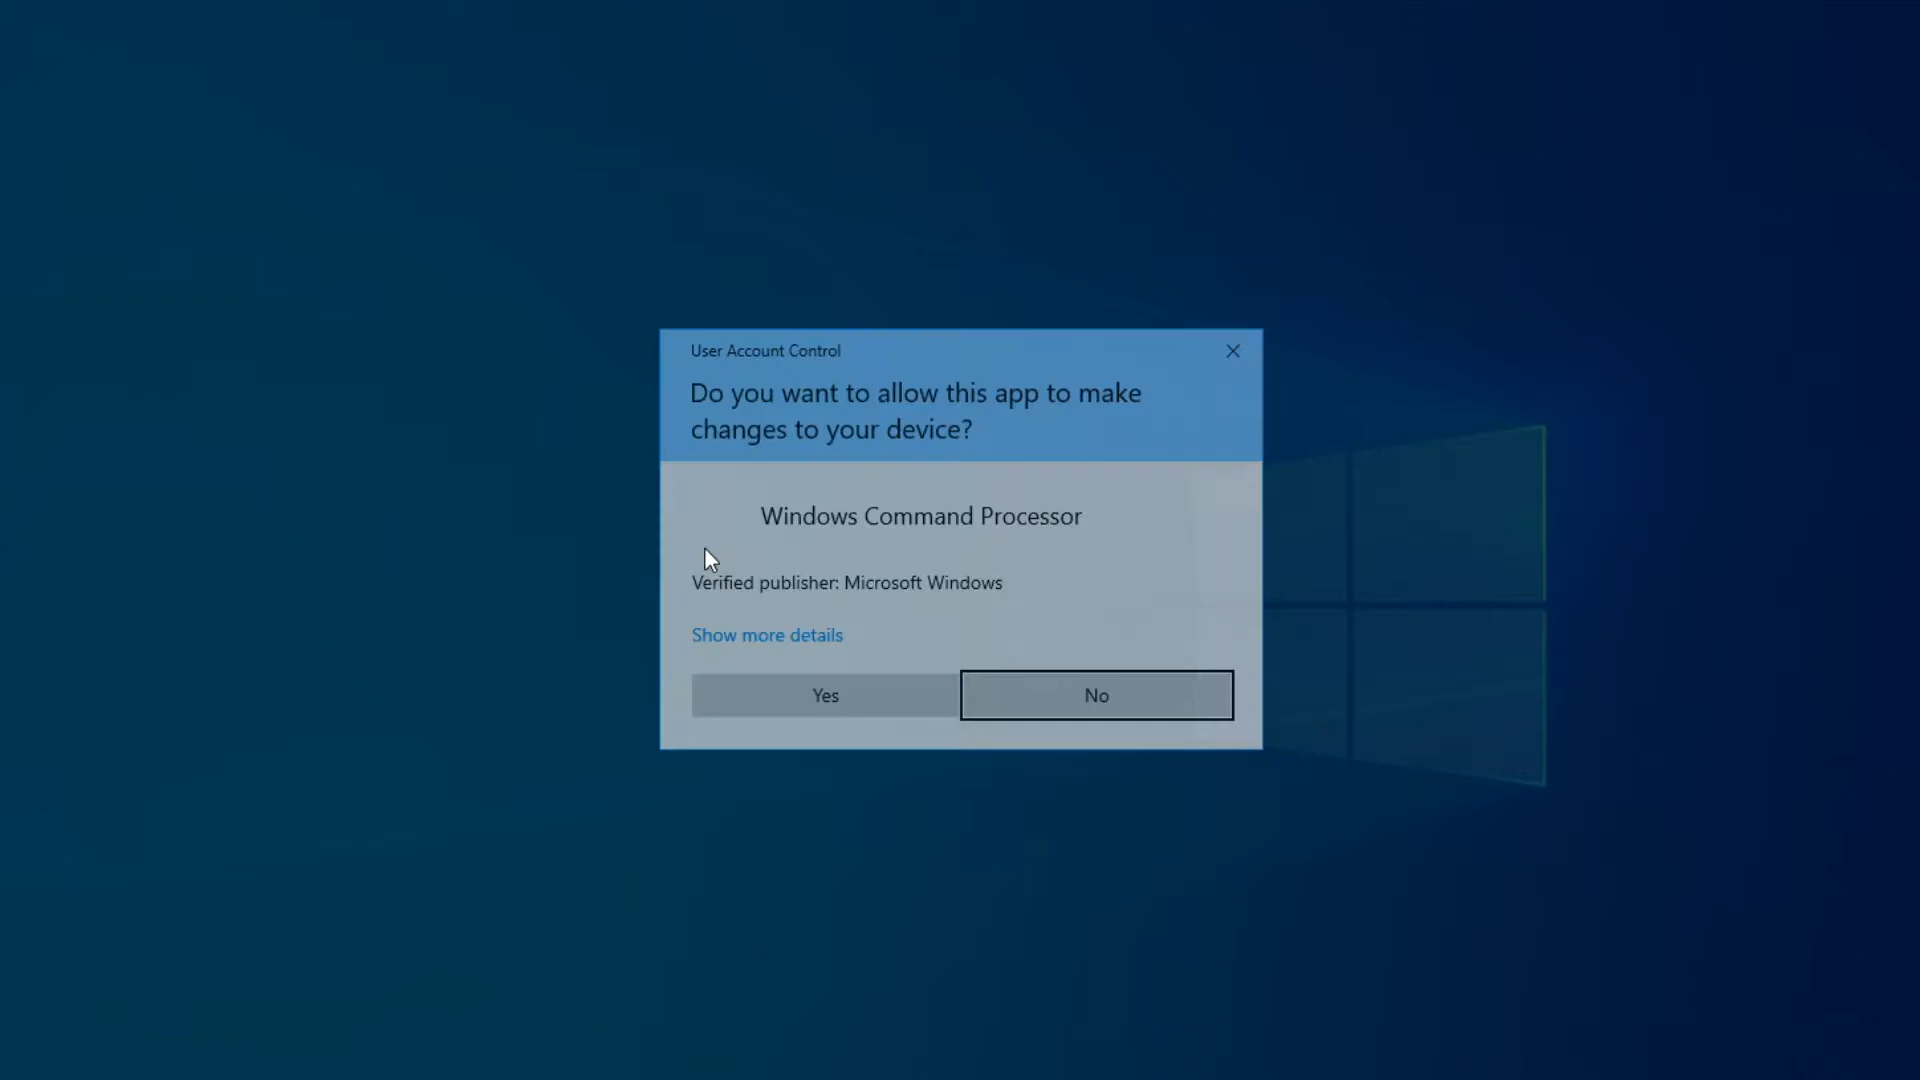 User Account Control
Do you want to allow this app to make
changes to your device?
Windows Command Processor
Verified publisher: Microsoft Windows
Show more details
Yes
No